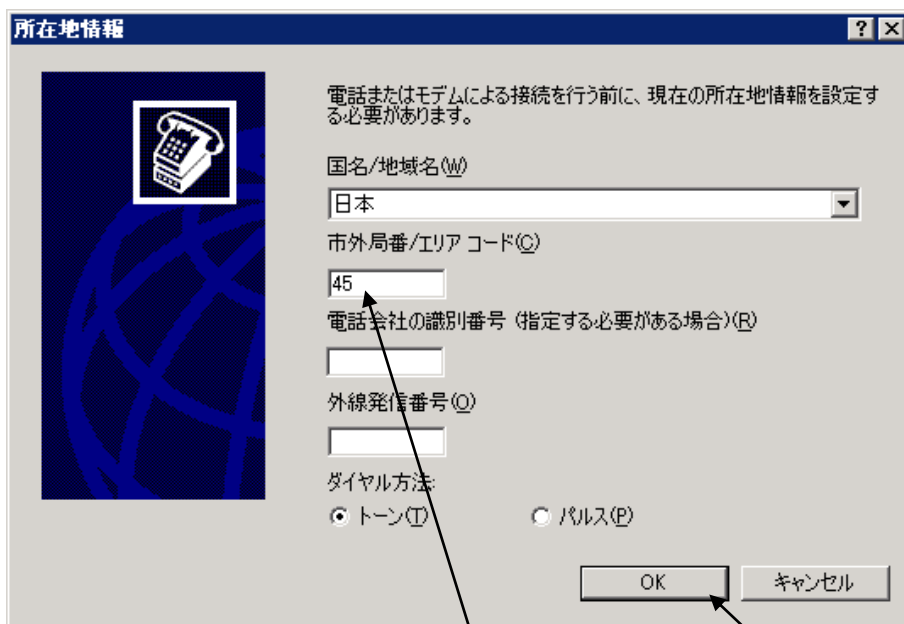 所在地情報
電話またはモデムによる接続を行う前に、現在の所在地情報を設定す
る必要があります。
国名/地域名(W)
日本
市外局番/エリア コード(C)
45
電話会社の識別番号 (指定する必要がある場合)(R)
外線発信番号(O)
ダイヤル方法:
トーン(T) パルス(P)
OK キャンセル